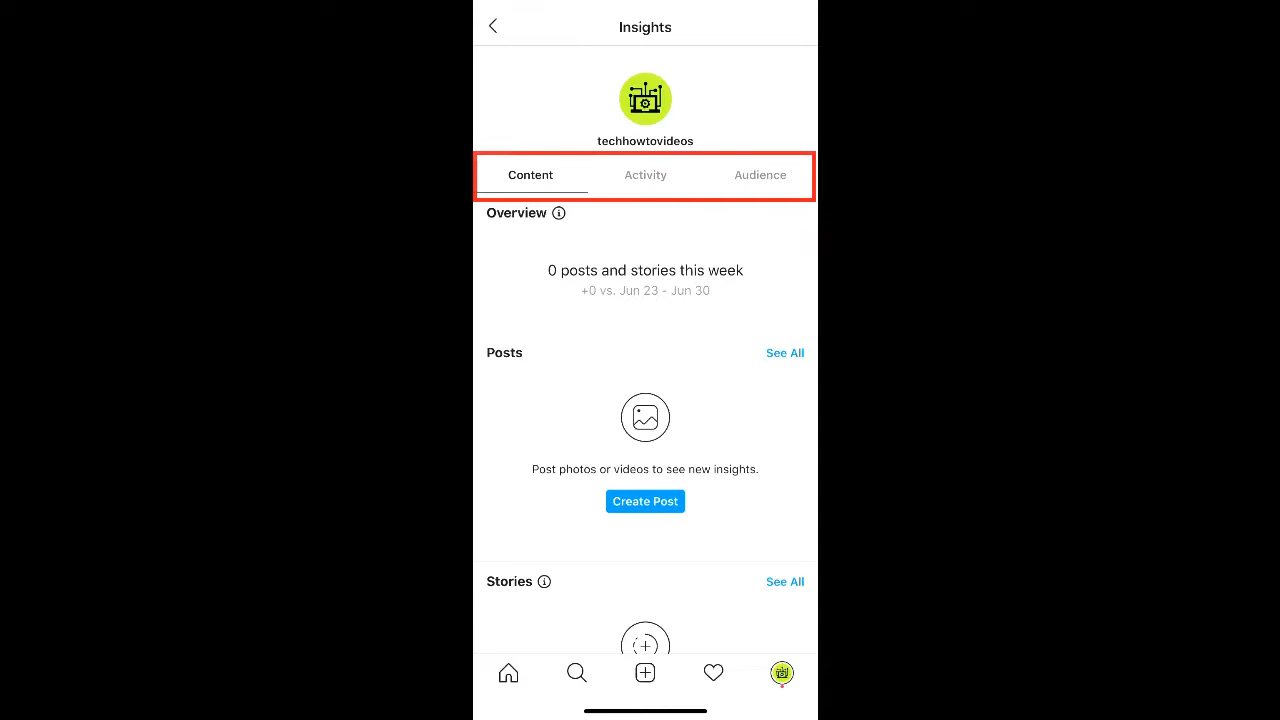 Insights
techhowtovideos
Content Activity Audience
Overview
0 posts and stories this week
+0 vs. Jun 23 - Jun 30
Posts See All
Post photos or videos to see new insights.
Create Post
Stories See All